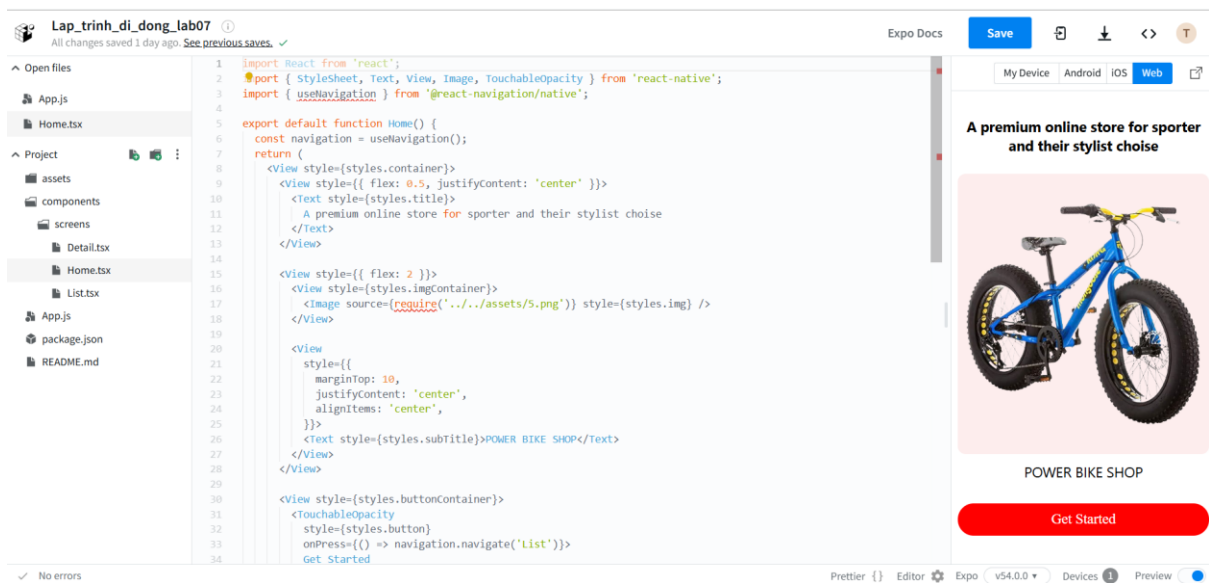 Lap_trinh_di_dong_lab07
All changes saved 1 day ago. See previous saves.
Expo Docs
Save
T
Open files
App.js
Home.tsx
Project
assets
components
screens
Detail.tsx
Home.tsx
List.tsx
App.js
package.json
README.md
1 import React from 'react';
2 import { StyleSheet, Text, View, Image, TouchableOpacity } from 'react-native';
3 import { useNavigation } from '@react-navigation/native';
4
5 export default function Home() {
6 const navigation = useNavigation();
7 return (
8 <View style={styles.container}>
9 <View style={{ flex: 0.5, justifyContent: 'center' }}>
10 <Text style={styles.title}>
11 A premium online store for sporter and their stylist choise
12 </Text>
13 </View>
14
15 <View style={{ flex: 2 }}>
16 <View style={styles.imgContainer}>
17 <Image source={require('../../assets/5.png')} style={styles.img} />
18 </View>
19
20 <View
21 style={{
22 marginTop: 10,
23 justifyContent: 'center',
24 alignItems: 'center',
25 }}>
26 <Text style={styles.subTitle}>POWER BIKE SHOP</Text>
27 </View>
28 </View>
29
30 <View style={styles.buttonContainer}>
31 <TouchableOpacity
32 style={styles.button}
33 onPress={() => navigation.navigate('List')}>
34 Get Started
My Device Android iOS Web
A premium online store for sporter
and their stylist choise
POWER BIKE SHOP
Get Started
No errors
Prettier { } Editor Expo v54.0.0 Devices 1 Preview